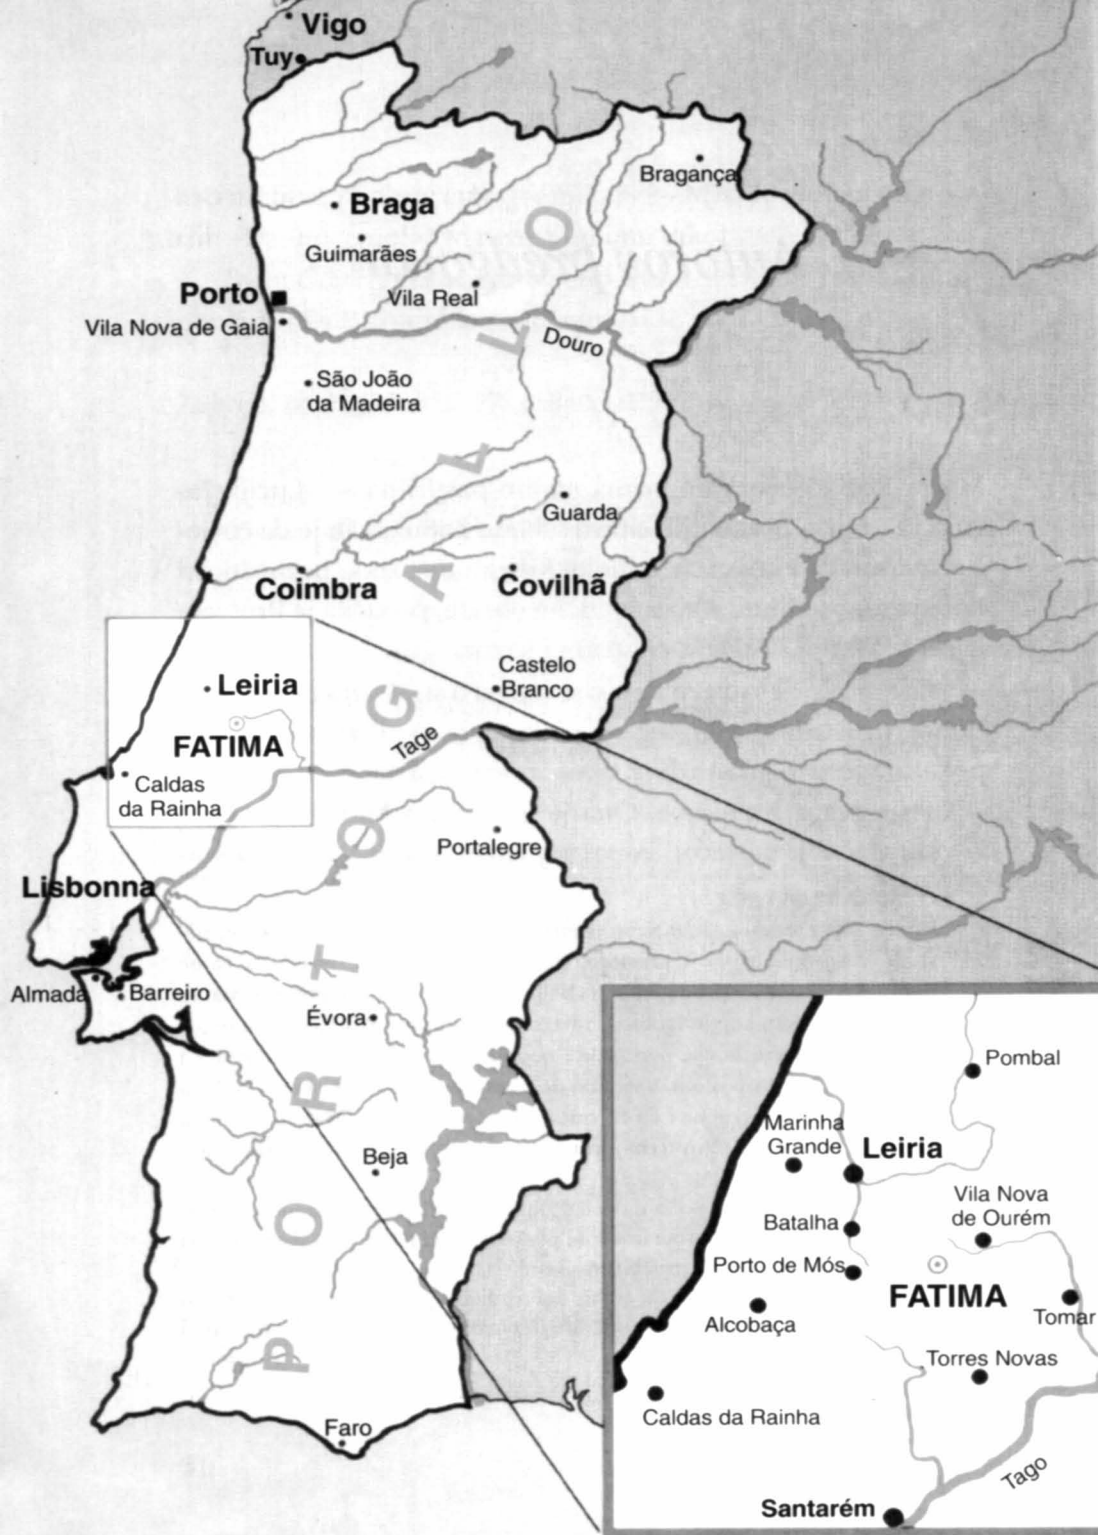 Vigo
Tuy
Bragança
Braga
Guimarães
Porto
Vila Real
Vila Nova de Gaia
Douro
São João
da Madeira
Guarda
Coimbra
Covilhã
Castelo
Branco
Leiria
FATIMA
Tage
Caldas
da Rainha
Portalegre
Lisbonna
Almada
Barreiro
Évora
Beja
Faro
PORTOGALLO
Pombal
Marinha
Grande
Leiria
Vila Nova
de Ourém
Batalha
Porto de Mós
FATIMA
Alcobaça
Tomar
Torres Novas
Caldas da Rainha
Tago
Santarém